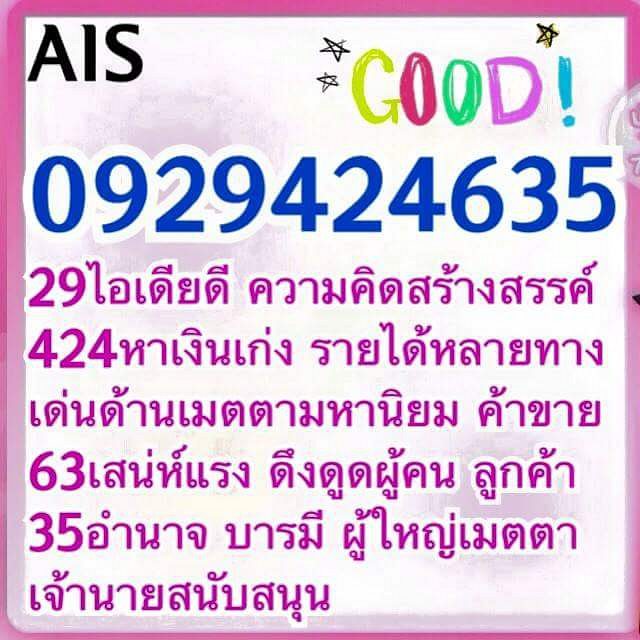 AIS
GOOD!
0929424635
29ไอเดียดี ความคิดสร้างสรรค์
424หาเงินเก่ง รายได้หลายทาง
เด่นด้านเมตตามหานิยม ค้าขาย
63เสน่ห์แรง ดึงดูดผู้คน ลูกค้า
35อำนาจ บารมี ผู้ใหญ่เมตตา
เจ้านายสนับสนุน